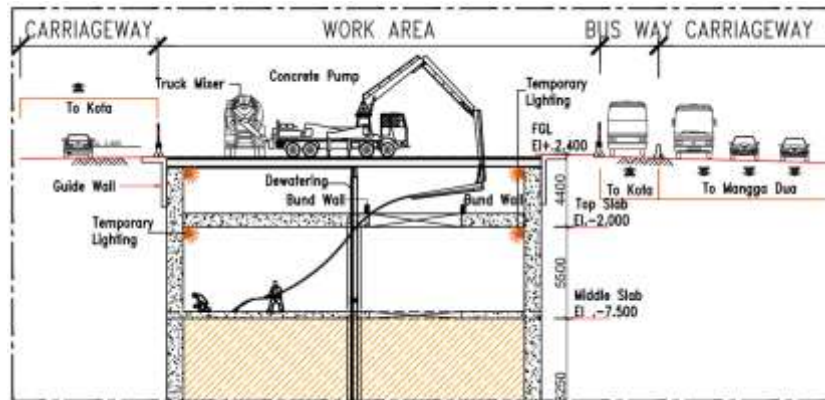 CARRIAGEWAY WORK AREA BUS WAY CARRIAGEWAY
Concrete Pump
Truck Mixer
Temporary
Lighting
To Kota
FGL
El+.2,400
Guide Wall
Dewatering
Bund Wall
Bund Wall
To Kota
To Mangga Dua
4400
Top Slab
El.-2,000
Temporary
Lighting
5500
Middle Slab
El .-7.500
3250